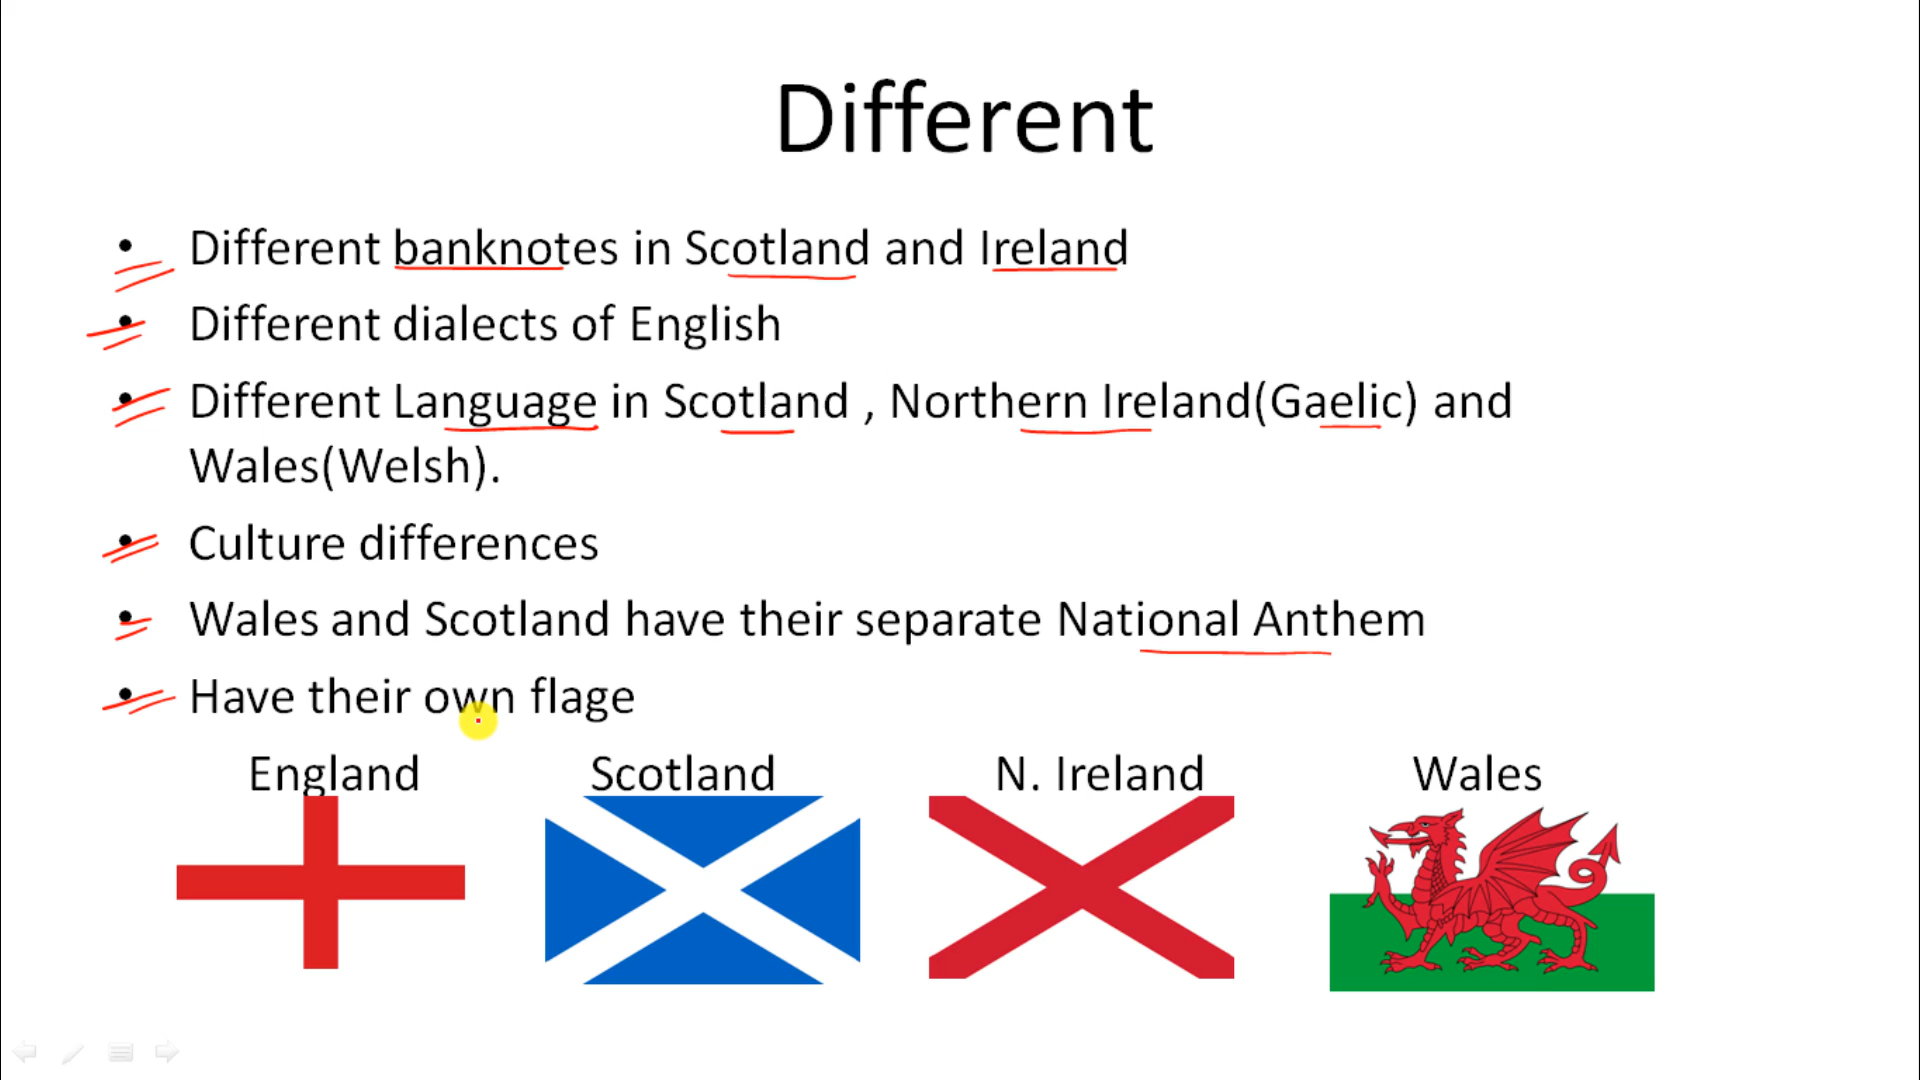 Different
• Different banknotes in Scotland and Ireland
• Different dialects of English
• Different Language in Scotland , Northern Ireland(Gaelic) and
Wales(Welsh).
• Culture differences
• Wales and Scotland have their separate National Anthem
• Have their own flage
England Scotland N. Ireland Wales